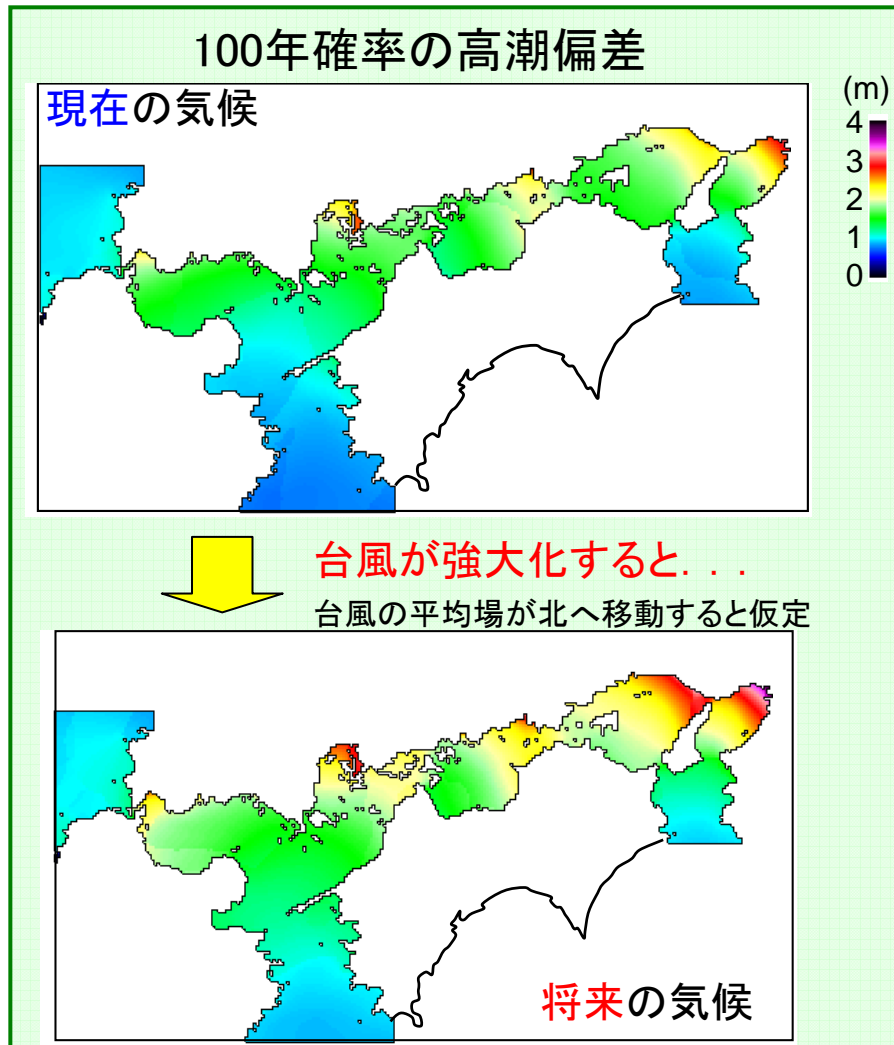 100年確率の高潮偏差
現在の気候
(m)
4
3
2
1
0
台風が強大化すると...
台風の平均場が北へ移動すると仮定
将来の気候